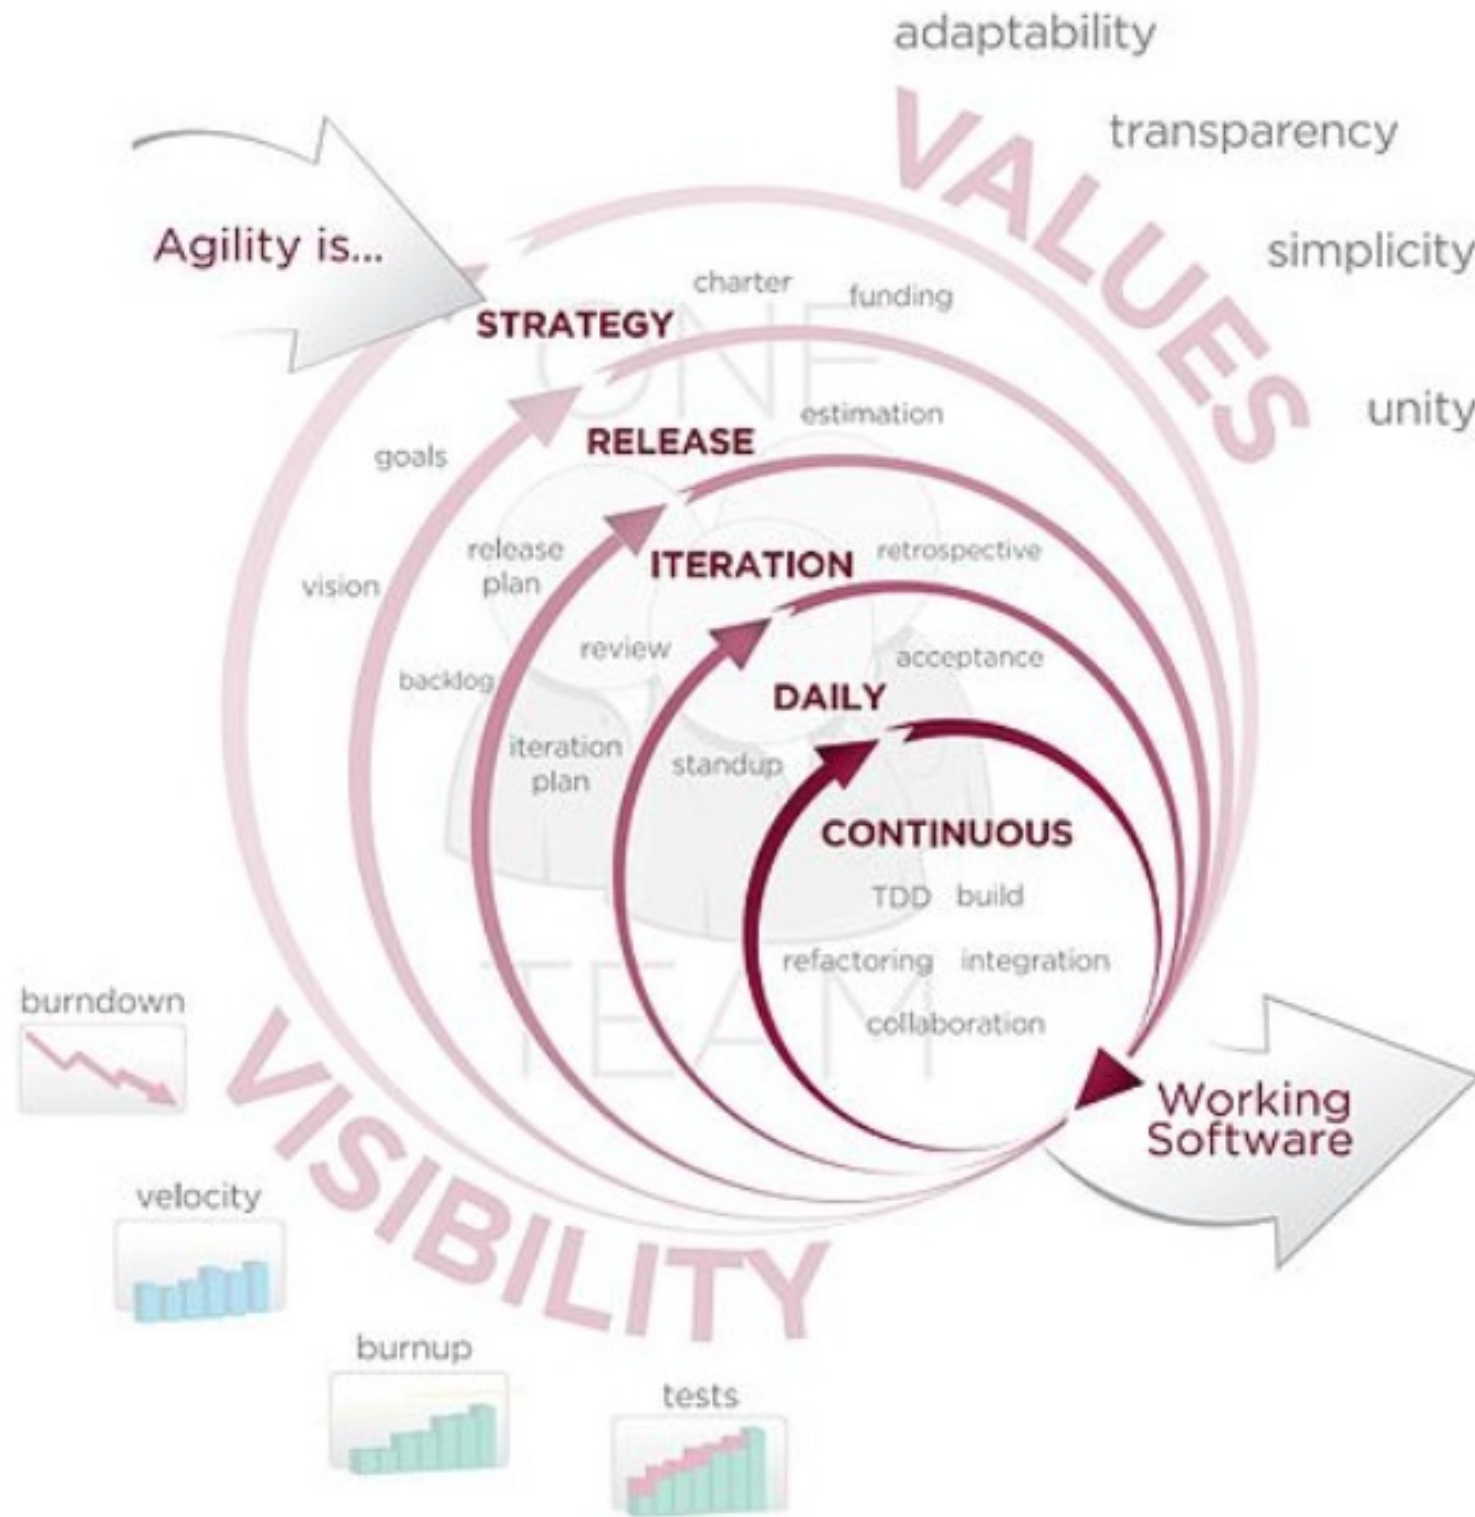 adaptability
transparency
simplicity
unity
VALUES
Agility is...
STRATEGY
charter
funding
goals
vision
ONE
RELEASE
estimation
release
plan
backlog
ITERATION
retrospective
review
iteration
plan
DAILY
acceptance
standup
CONTINUOUS
TDD build
refactoring integration
collaboration
TEAM
Working
Software
VISIBILITY
burndown
velocity
burnup
tests